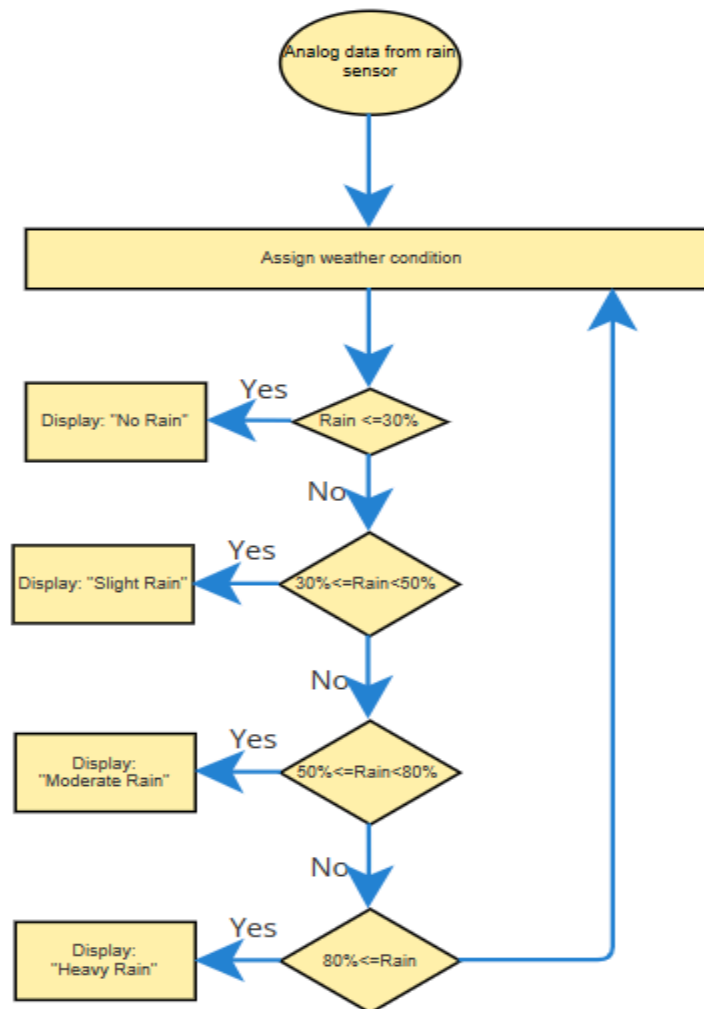 Analog data from rain
sensor
Assign weather condition
Yes
Display: "No Rain"
Rain <=30%
No
Yes
Display: "Slight Rain"
30%<=Rain<50%
No
Yes
Display:
"Moderate Rain"
50%<=Rain<80%
No
Yes
Display:
"Heavy Rain"
80%<=Rain